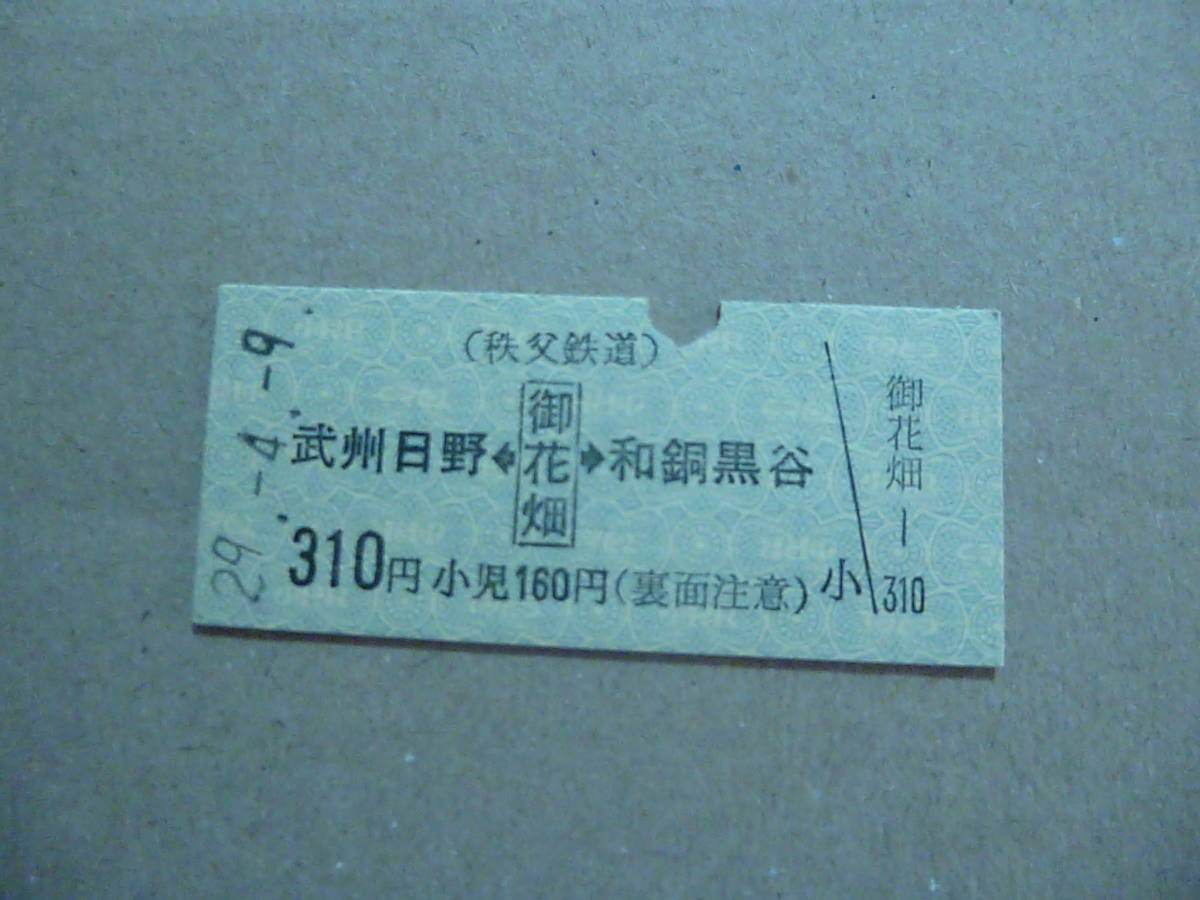 29.-4.-9.
(秩父鉄道)
武州日野⬅御花畑➡和銅黒谷
310円 小児160円(裏面注意) 小
御花畑ー
310